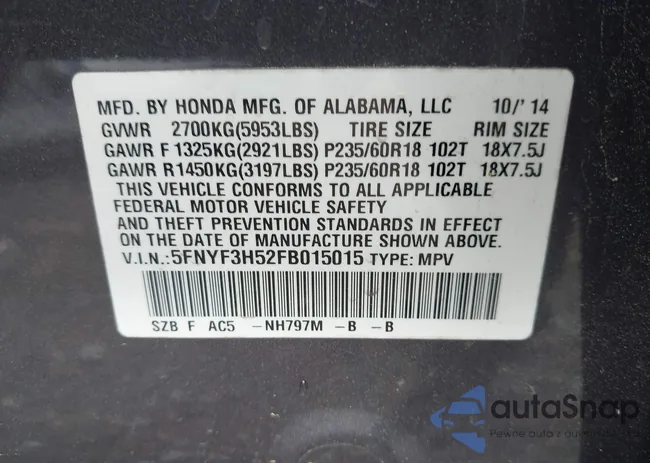 MFD. BY HONDA MFG. OF ALABAMA, LLC 10/' 14
GVWR 2700KG(5953LBS) TIRE SIZE RIM SIZE
GAWR F 1325KG(2921LBS) P235/60R18 102T 18X7.5J
GAWR R1450KG(3197LBS) P235/60R18 102T 18X7.5J
THIS VEHICLE CONFORMS TO ALL APPLICABLE
FEDERAL MOTOR VEHICLE SAFETY
AND THEFT PREVENTION STANDARDS IN EFFECT
ON THE DATE OF MANUFACTURE SHOWN ABOVE.
V.I.N.:5FNYF3H52FB015015 TYPE: MPV
SZB F AC5 -NH797M -B -B
autoSnap
Pewne auta z aukcji